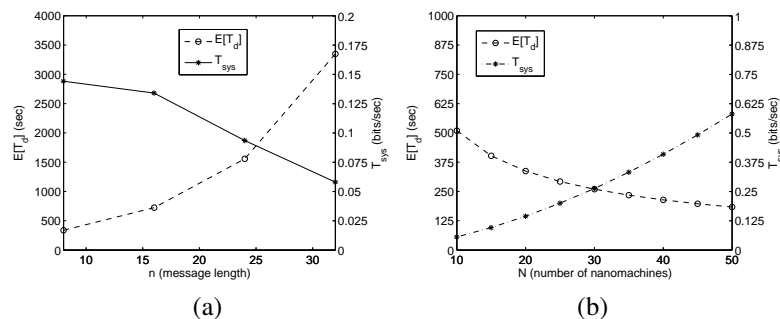 4000
3500
3000
2500
2000
1500
1000
500
0
E[T_d] (sec)
0.2
0.175
0.15
0.125
0.1
0.075
0.05
0.025
0
T_sys (bits/sec)
E[T_d]
T_sys
10 15 20 25 30
n (message length)
(a)
1000
875
750
625
500
375
250
125
0
E[T_d] (sec)
1
0.875
0.75
0.625
0.5
0.375
0.25
0.125
0
T_sys (bits/sec)
E[T_d]
T_sys
10 20 30 40 50
N (number of nanomachines)
(b)